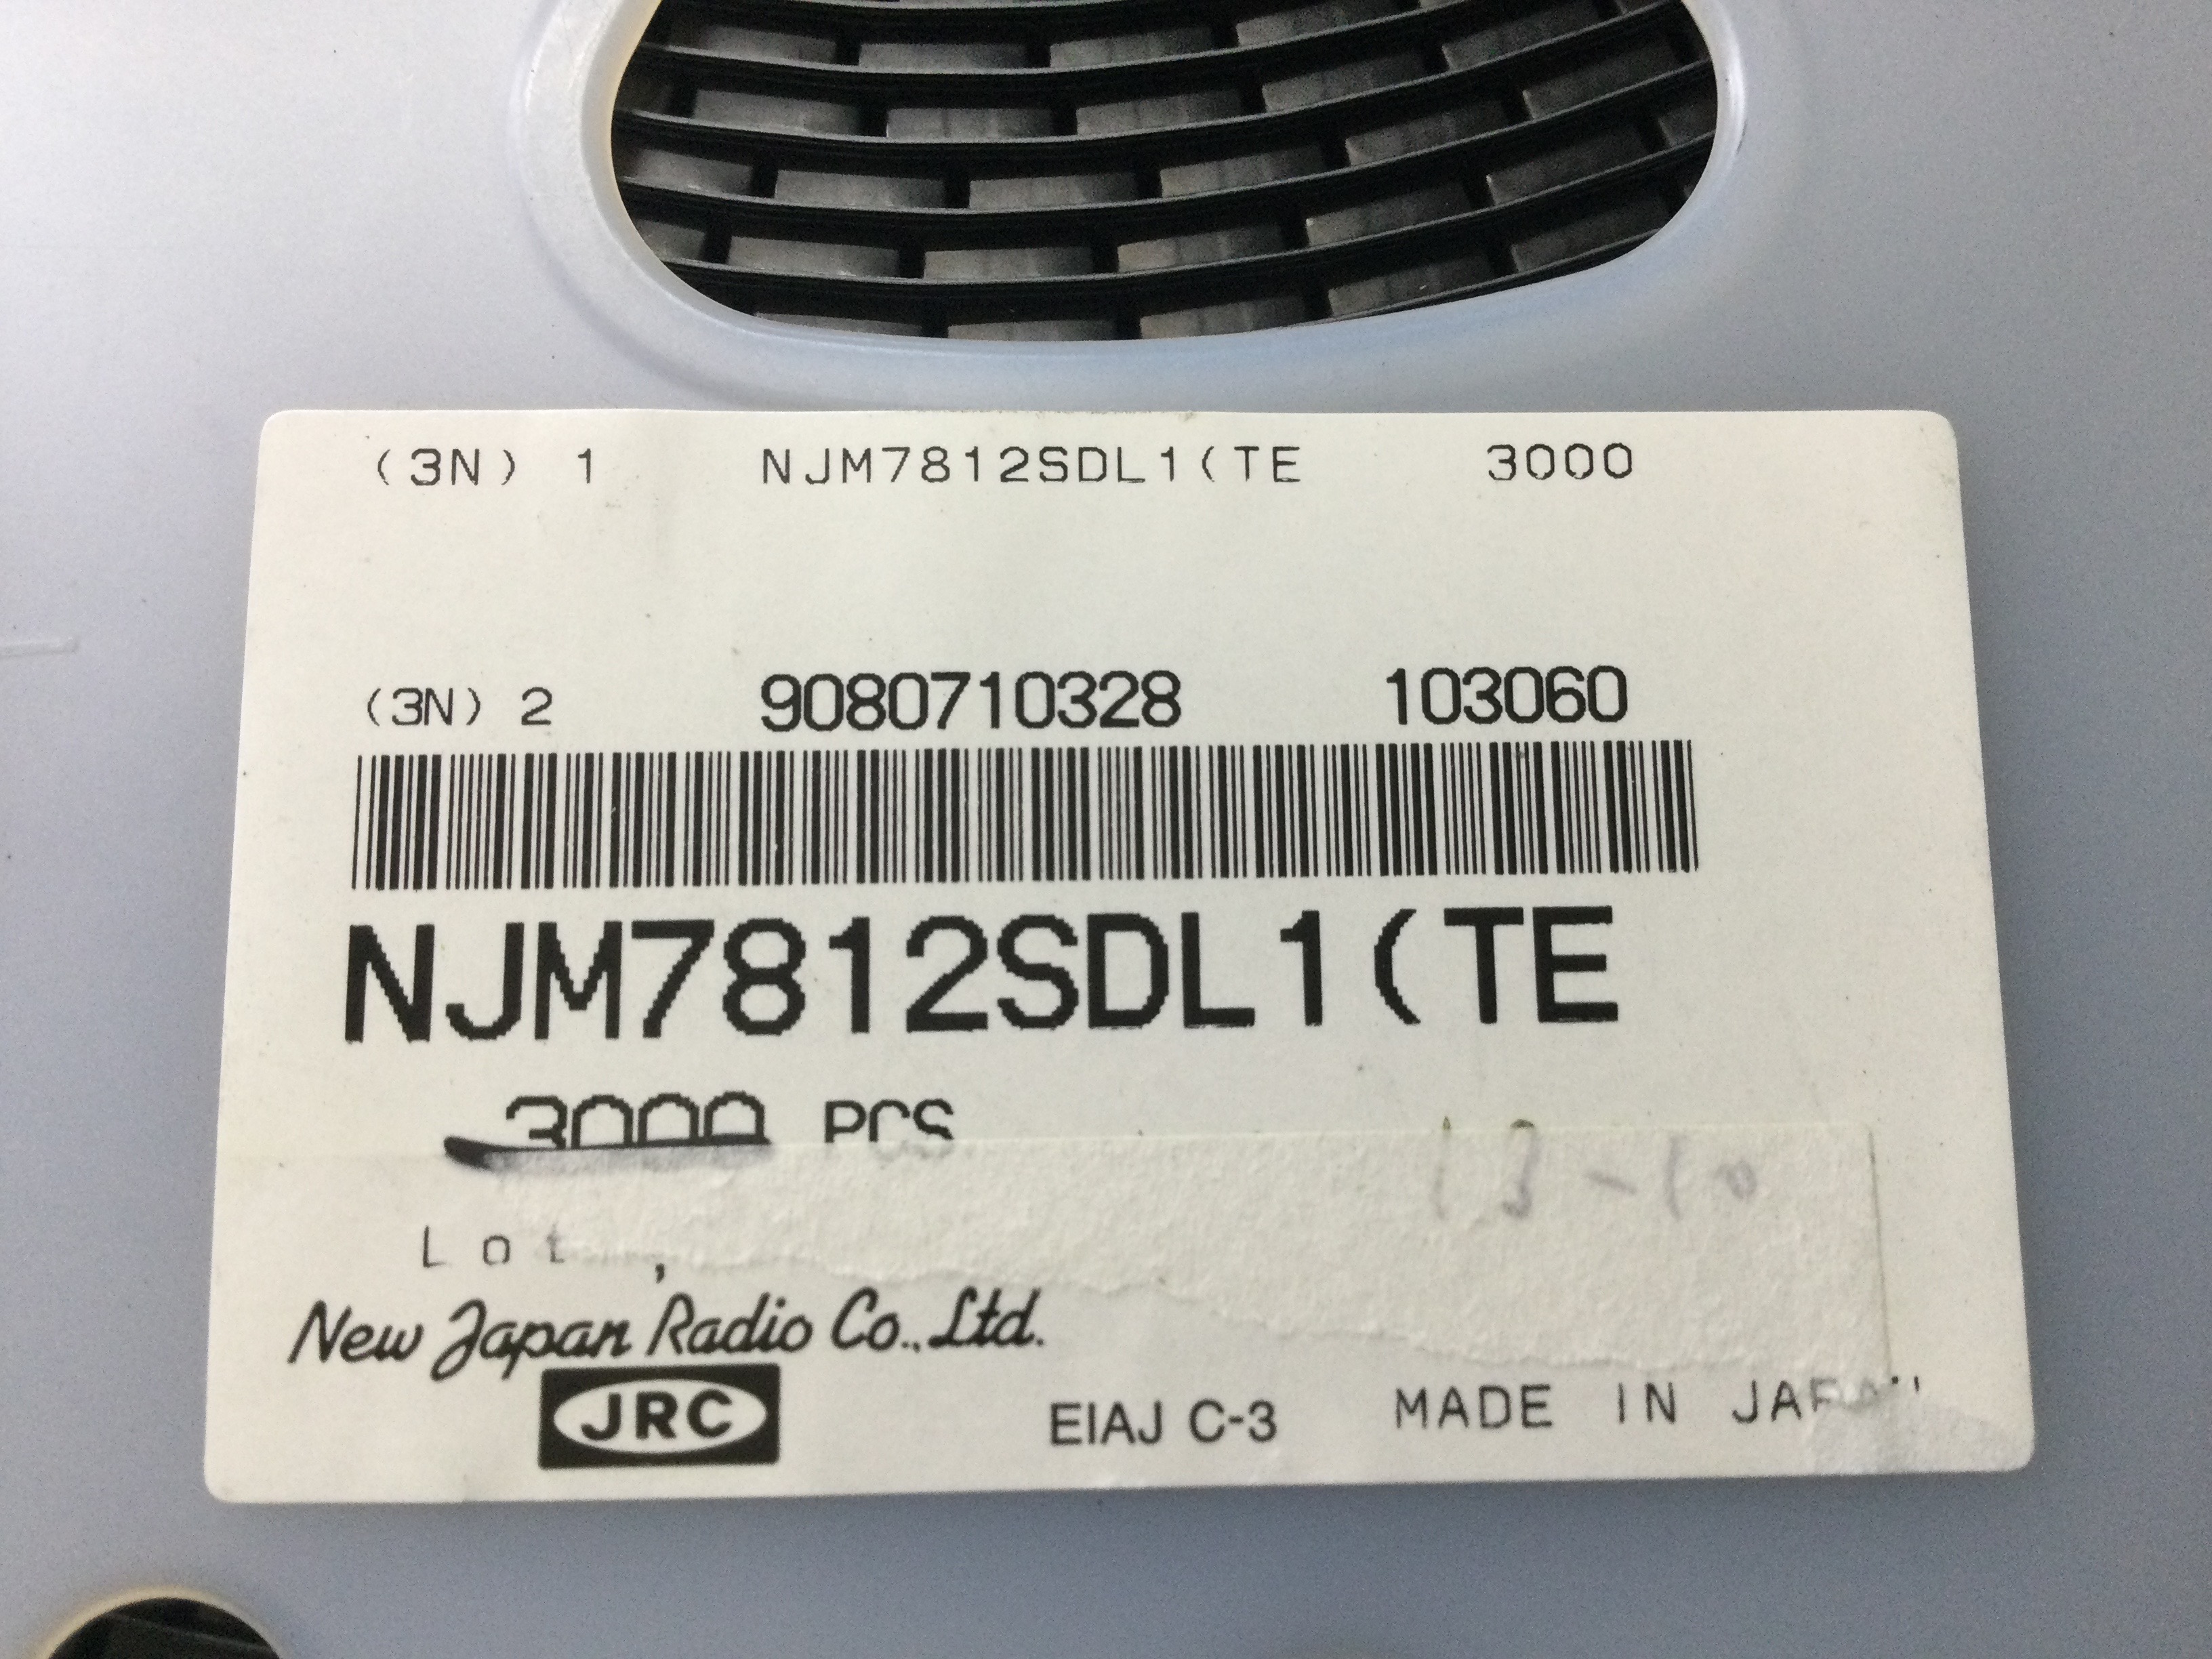 (3N) 1 NJM7812SDL1(TE 3000
(3N) 2 9080710328 103060
NJM7812SDL1(TE
3000 PCS.
13-10
Lot
New Japan Radio Co., Ltd.
JRC EIAJ C-3 MADE IN JAPAN